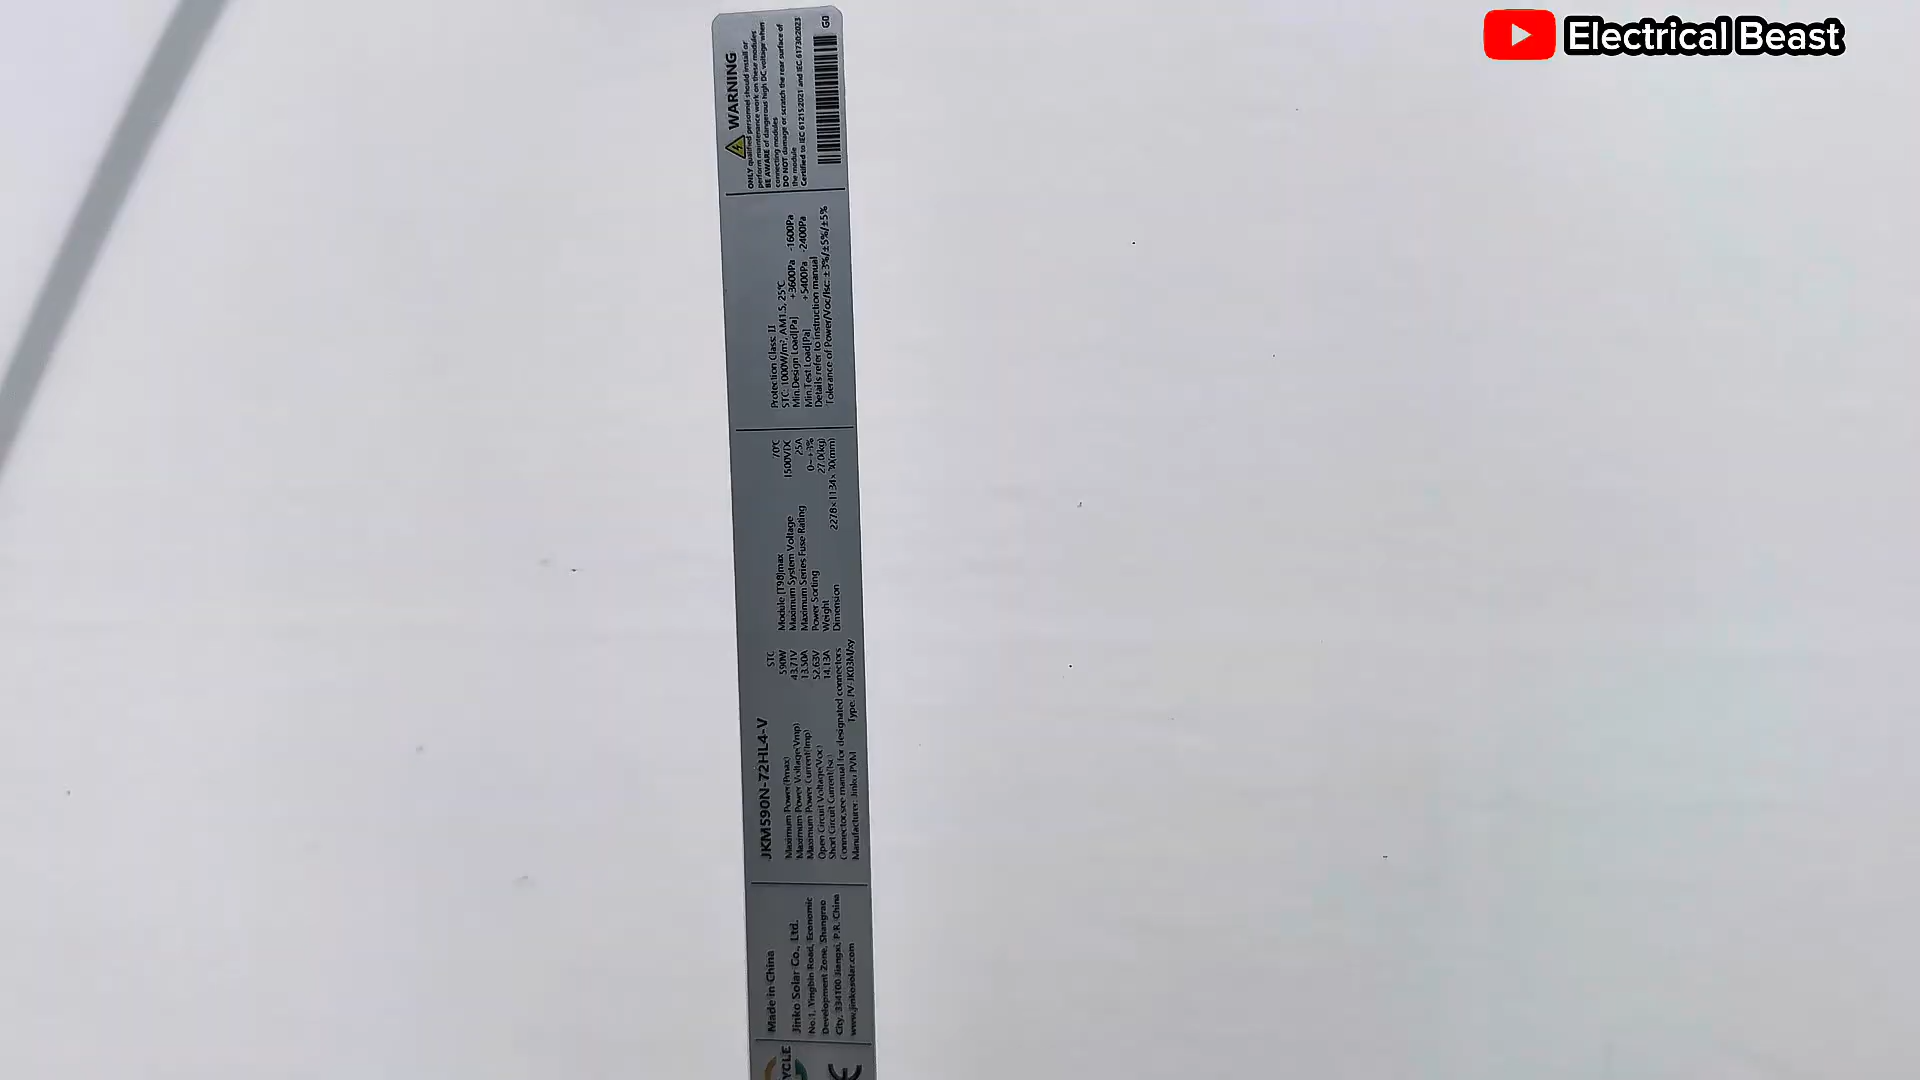 Electrical Beast
YCLE
CE
Made in China
Jinko Solar Co., Ltd.
No.1, Yingbin Road, Economic
Development Zone, Shangrao
City, 334100 Jiangxi, P.R. China
www.jinkosolar.com
JKM590N-72HL4-V
STC
Maximum Power(Pmax) 590W
Maximum Power Voltage(Vmp) 43.71V
Maximum Power Current(Imp) 13.50A
Open Circuit Voltage(Voc) 52.63V
Short Circuit Current(Isc) 14.13A
Connector,see manual for designated connectors
Manufacturer: Jinko PVM Type: PV-JK03M/xy
Module [T98]max 70℃
Maximum System Voltage 1500VDC
Maximum Series Fuse Rating 25A
Power Sorting 0~+3%
Weight 27.0(kg)
Dimension 2278×1134×30(mm)
Protection Class: II
STC: 1000W/m², AM1.5, 25℃
Min.Design Load[Pa] +3600Pa -1600Pa
Min.Test Load[Pa] +5400Pa -2400Pa
Details refer to instruction manual
Tolerance of Power/Voc/Isc: ±3%/±5%/±5%
WARNING
ONLY qualified personnel should install or
perform maintenance work on these modules
BE AWARE of dangerous high DC voltage when
connecting modules
DO NOT damage or scratch the rear surface of
the module
Certified to IEC 61215:2021 and IEC 61730:2023
G0